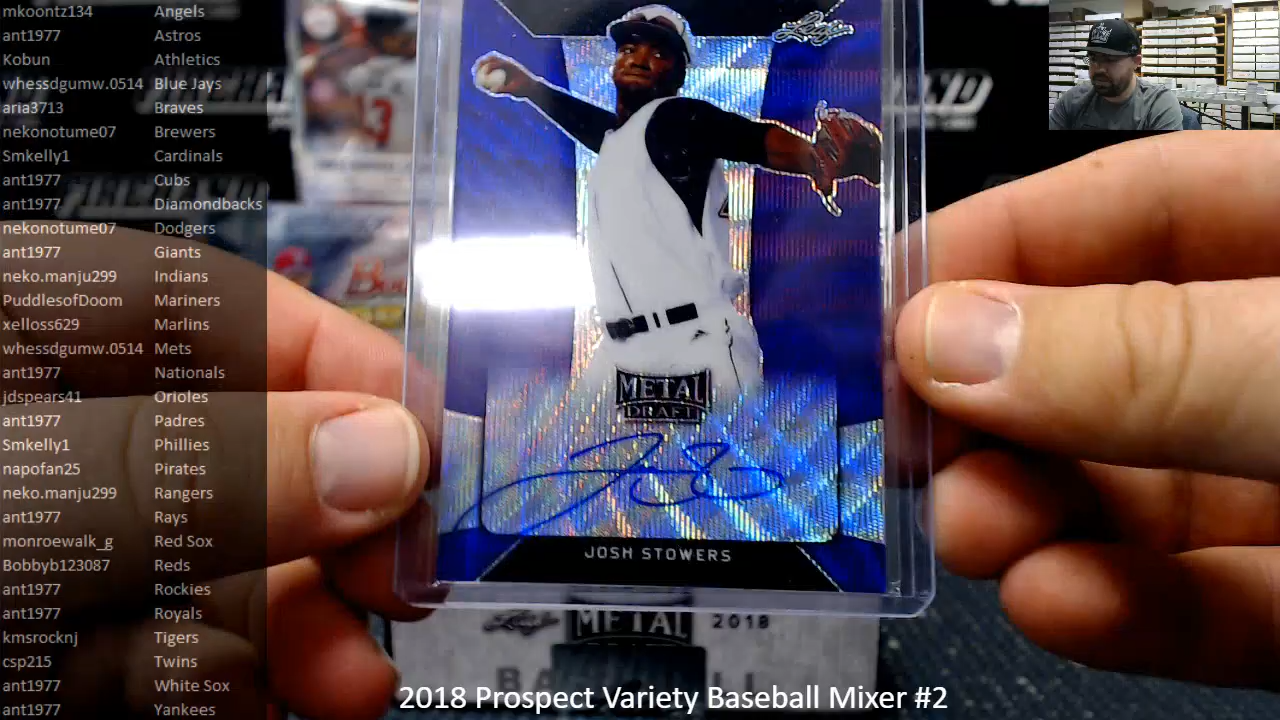 mkoontz134 Angels
ant1977 Astros
Kobun Athletics
whessdgumw.0514 Blue Jays
aria3713 Braves
nekonotume07 Brewers
Smkelly1 Cardinals
ant1977 Cubs
ant1977 Diamondbacks
nekonotume07 Dodgers
ant1977 Giants
neko.manju299 Indians
PuddlesofDoom Mariners
xelloss629 Marlins
whessdgumw.0514 Mets
ant1977 Nationals
jdspears41 Orioles
ant1977 Padres
Smkelly1 Phillies
napofan25 Pirates
neko.manju299 Rangers
ant1977 Rays
monroewalk_g Red Sox
Bobbyb123087 Reds
ant1977 Rockies
ant1977 Royals
kmsrocknj Tigers
csp215 Twins
ant1977 White Sox
ant1977 Yankees
Leaf
METAL
DRAFT
JOSH STOWERS
Leaf METAL 2018
2018 Prospect Variety Baseball Mixer #2